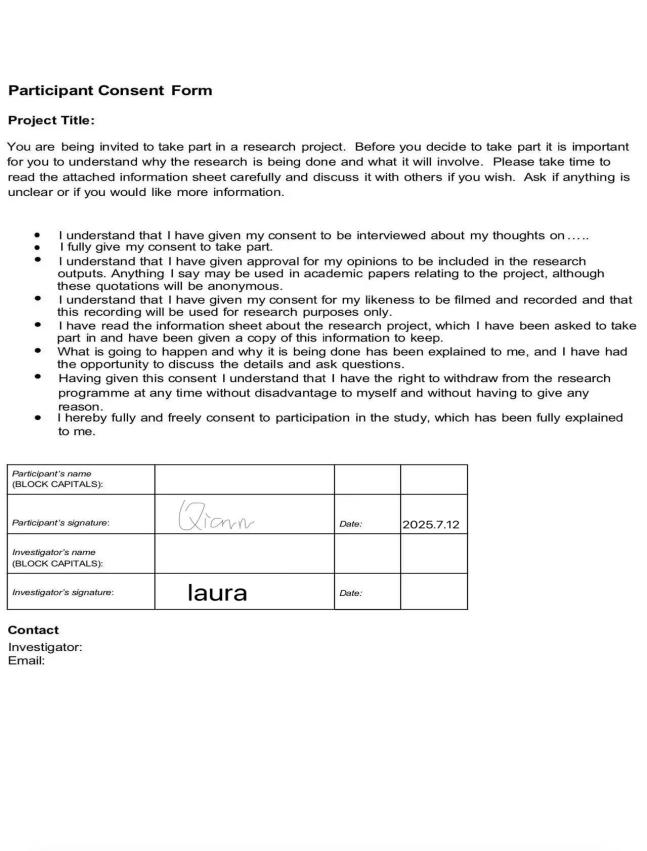 Participant Consent Form
Project Title:
You are being invited to take part in a research project. Before you decide to take part it is important
for you to understand why the research is being done and what it will involve. Please take time to
read the attached information sheet carefully and discuss it with others if you wish. Ask if anything is
unclear or if you would like more information.
• I understand that I have given my consent to be interviewed about my thoughts on.....
• I fully give my consent to take part.
• I understand that I have given approval for my opinions to be included in the research
outputs. Anything I say may be used in academic papers relating to the project, although
these quotations will be anonymous.
• I understand that I have given my consent for my likeness to be filmed and recorded and that
this recording will be used for research purposes only.
• I have read the information sheet about the research project, which I have been asked to take
part in and have been given a copy of this information to keep.
• What is going to happen and why it is being done has been explained to me, and I have had
the opportunity to discuss the details and ask questions.
• Having given this consent I understand that I have the right to withdraw from the research
programme at any time without disadvantage to myself and without having to give any
reason.
• I hereby fully and freely consent to participation in the study, which has been fully explained
to me.
Participant's name
(BLOCK CAPITALS):
Participant's signature: Qiann Date: 2025.7.12
Investigator's name
(BLOCK CAPITALS):
Investigator's signature: laura Date:
Contact
Investigator:
Email: